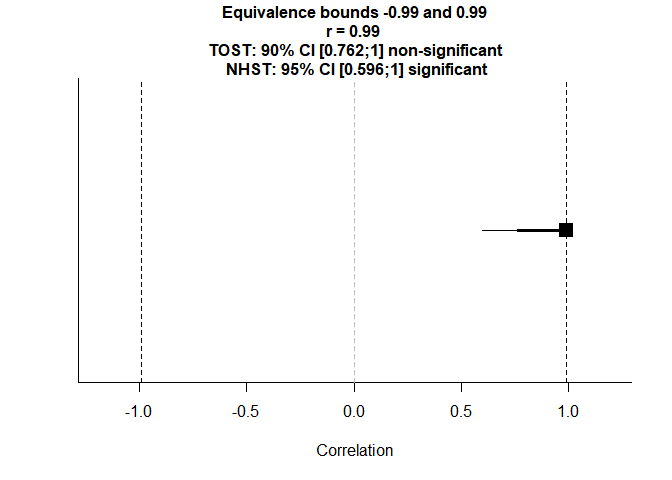 Equivalence bounds -0.99 and 0.99
r = 0.99
TOST: 90% CI [0.762;1] non-significant
NHST: 95% CI [0.596;1] significant
-1.0 -0.5 0.0 0.5 1.0
Correlation